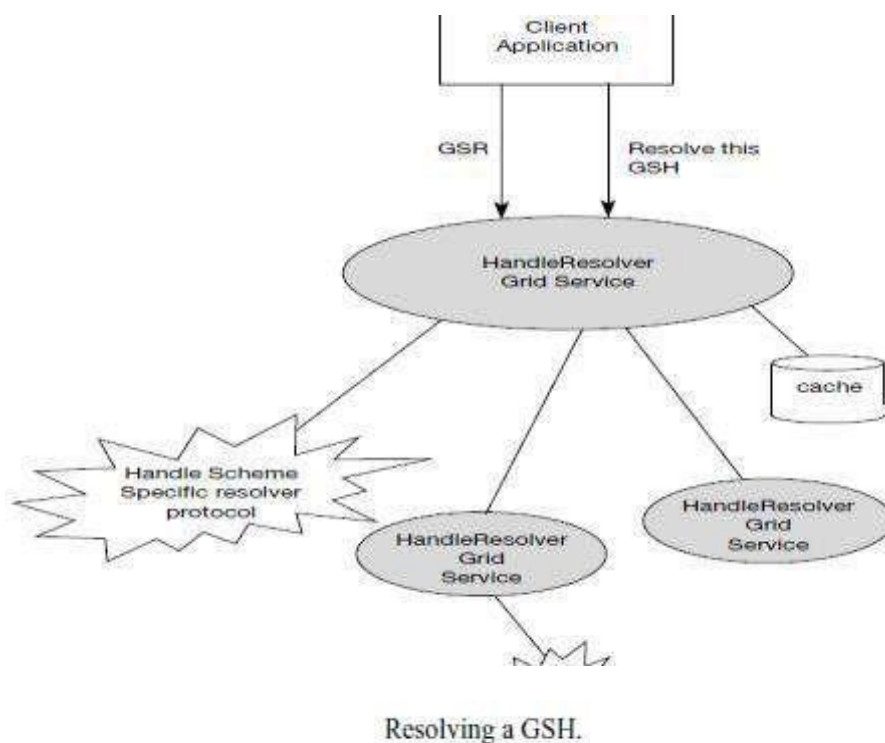 Client
Application
GSR
Resolve this
GSH
HandleResolver
Grid Service
cache
Handle Scheme
Specific resolver
protocol
HandleResolver
Grid
Service
HandleResolver
Grid
Service
Resolving a GSH.